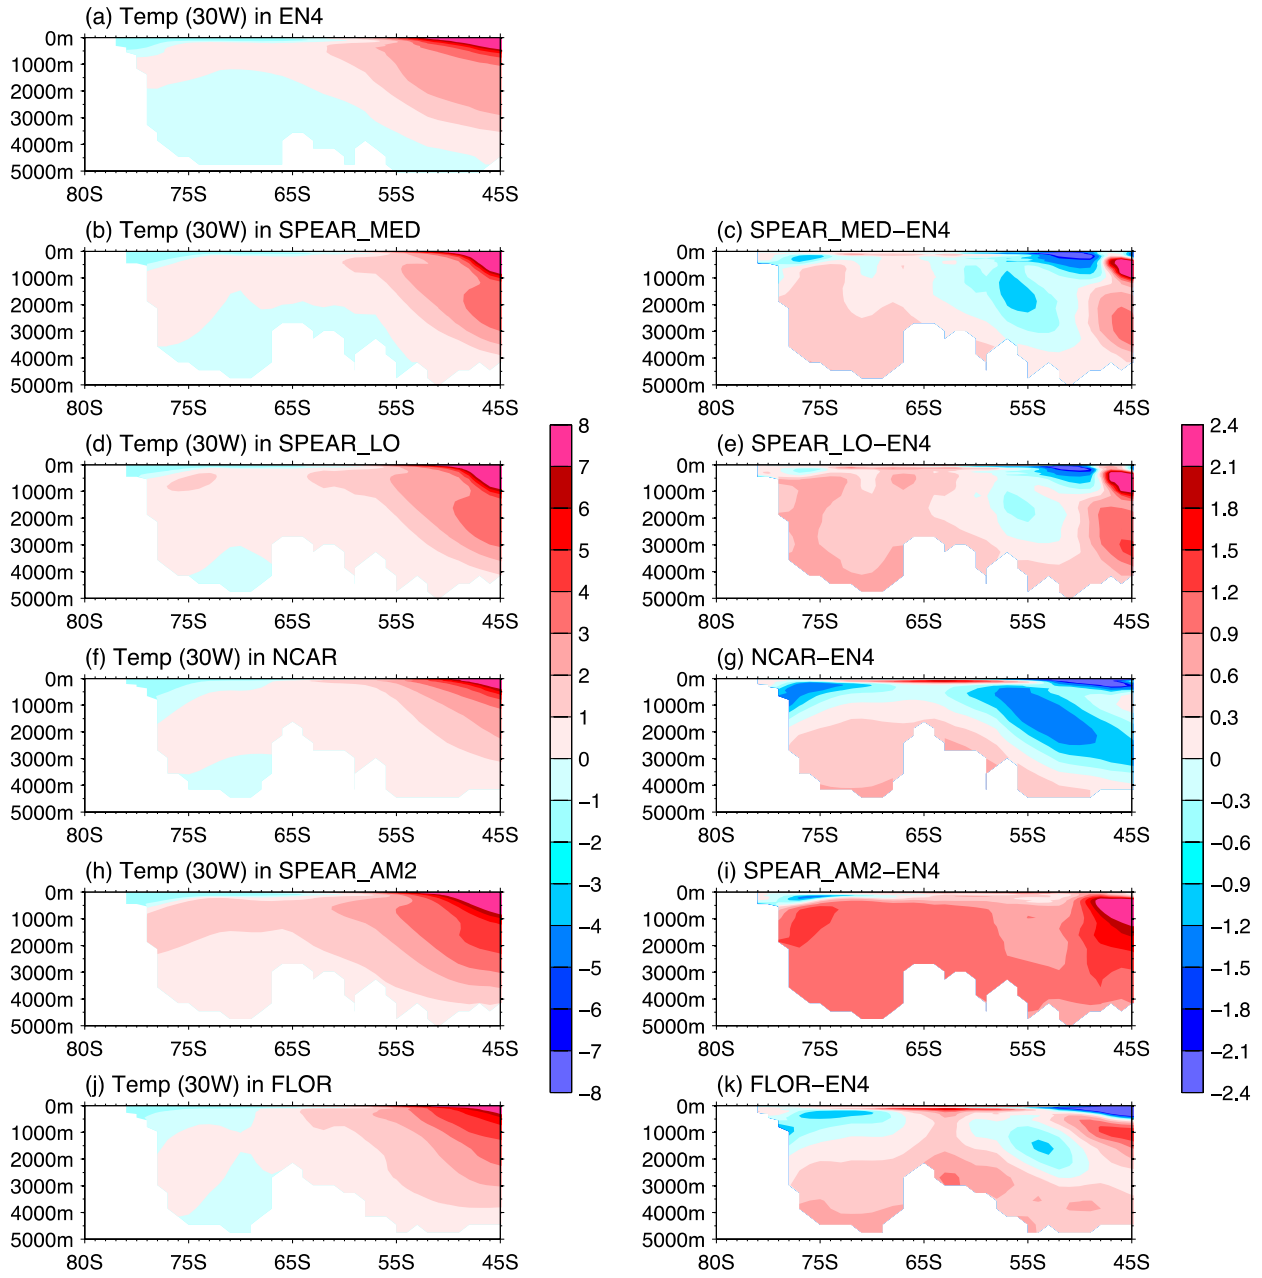 (a) Temp (30W) in EN4
0m
1000m
2000m
3000m
4000m
5000m
80S 75S 65S 55S 45S
(b) Temp (30W) in SPEAR_MED
0m
1000m
2000m
3000m
4000m
5000m
80S 75S 65S 55S 45S
(c) SPEAR_MED−EN4
0m
1000m
2000m
3000m
4000m
5000m
80S 75S 65S 55S 45S
(d) Temp (30W) in SPEAR_LO
0m
1000m
2000m
3000m
4000m
5000m
80S 75S 65S 55S 45S
(e) SPEAR_LO−EN4
0m
1000m
2000m
3000m
4000m
5000m
80S 75S 65S 55S 45S
(f) Temp (30W) in NCAR
0m
1000m
2000m
3000m
4000m
5000m
80S 75S 65S 55S 45S
(g) NCAR−EN4
0m
1000m
2000m
3000m
4000m
5000m
80S 75S 65S 55S 45S
(h) Temp (30W) in SPEAR_AM2
0m
1000m
2000m
3000m
4000m
5000m
80S 75S 65S 55S 45S
(i) SPEAR_AM2−EN4
0m
1000m
2000m
3000m
4000m
5000m
80S 75S 65S 55S 45S
(j) Temp (30W) in FLOR
0m
1000m
2000m
3000m
4000m
5000m
80S 75S 65S 55S 45S
(k) FLOR−EN4
0m
1000m
2000m
3000m
4000m
5000m
80S 75S 65S 55S 45S
8
7
6
5
4
3
2
1
0
−1
−2
−3
−4
−5
−6
−7
−8
2.4
2.1
1.8
1.5
1.2
0.9
0.6
0.3
0
−0.3
−0.6
−0.9
−1.2
−1.5
−1.8
−2.1
−2.4